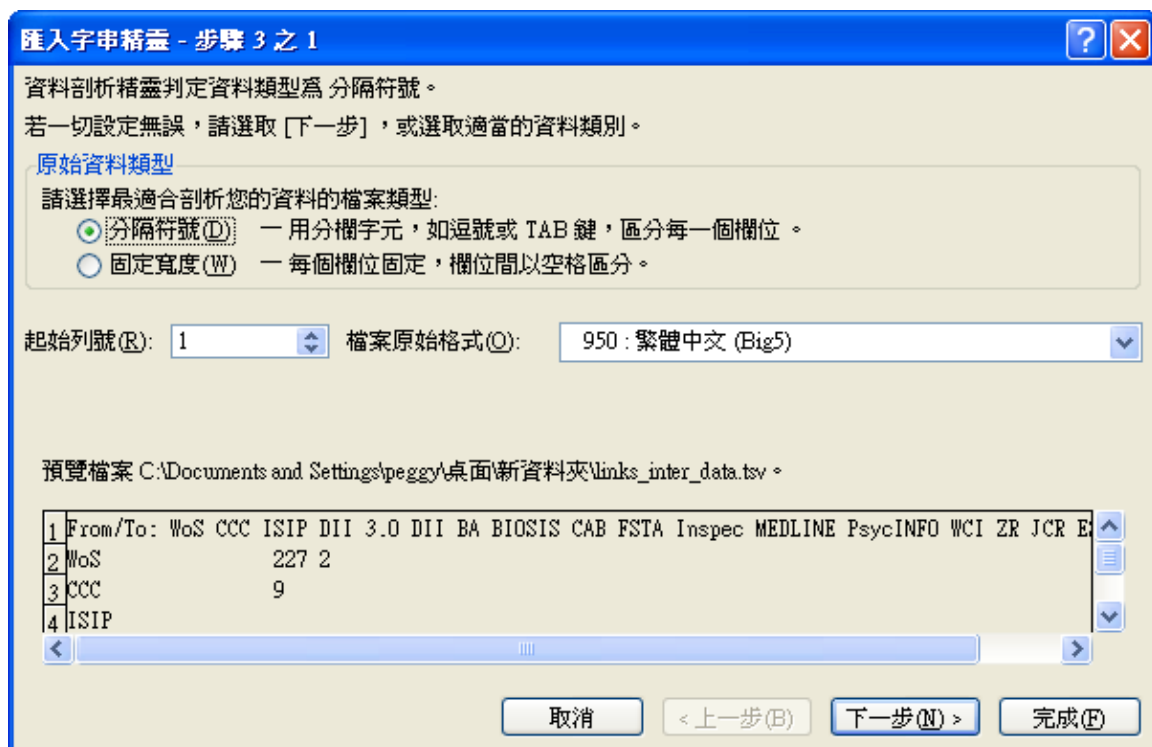 匯入字串精靈 - 步驟 3 之 1
資料剖析精靈判定資料類型爲 分隔符號。
若一切設定無誤，請選取 [下一步]，或選取適當的資料類別。
原始資料類型
請選擇最適合剖析您的資料的檔案類型:
分隔符號(D) — 用分欄字元，如逗號或 TAB 鍵，區分每一個欄位。
固定寬度(W) — 每個欄位固定，欄位間以空格區分。
起始列號(R): 1 檔案原始格式(O): 950 : 繁體中文 (Big5)
預覽檔案 C:\Documents and Settings\peggy\桌面\新資料夾\links_inter_data.tsv。
1 From/To: WoS CCC ISIP DII 3.0 DII BA BIOSIS CAB FSTA Inspec MEDLINE PsycINFO WCI ZR JCR
2 WoS 227 2
3 CCC 9
4 ISIP
取消 < 上一步(B) 下一步(N) > 完成(F)